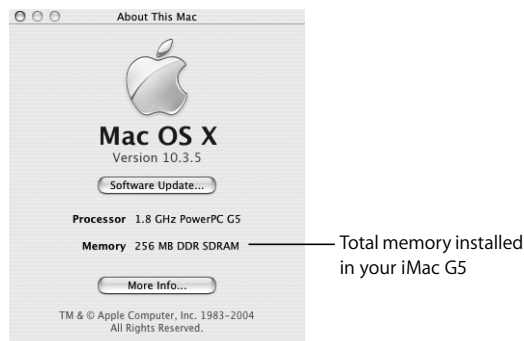 About This Mac
Mac OS X
Version 10.3.5
Software Update...
Processor 1.8 GHz PowerPC G5
Memory 256 MB DDR SDRAM
Total memory installed
in your iMac G5
More Info...
TM & © Apple Computer, Inc. 1983–2004
All Rights Reserved.